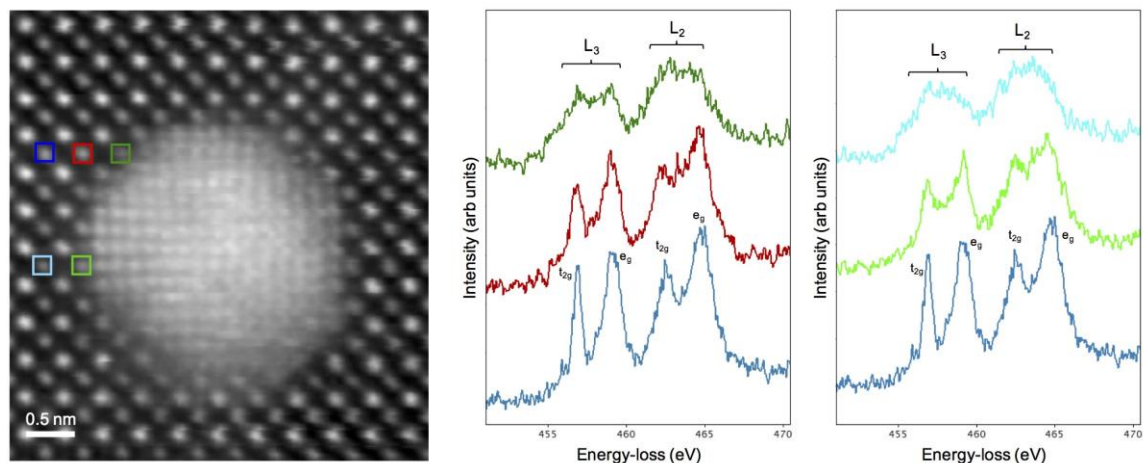 0.5 nm
L3
L2
t2g
eg
t2g
eg
Intensity (arb units)
455
460
465
470
Energy-loss (eV)
L3
L2
t2g
eg
t2g
eg
Intensity (arb units)
455
460
465
470
Energy-loss (eV)